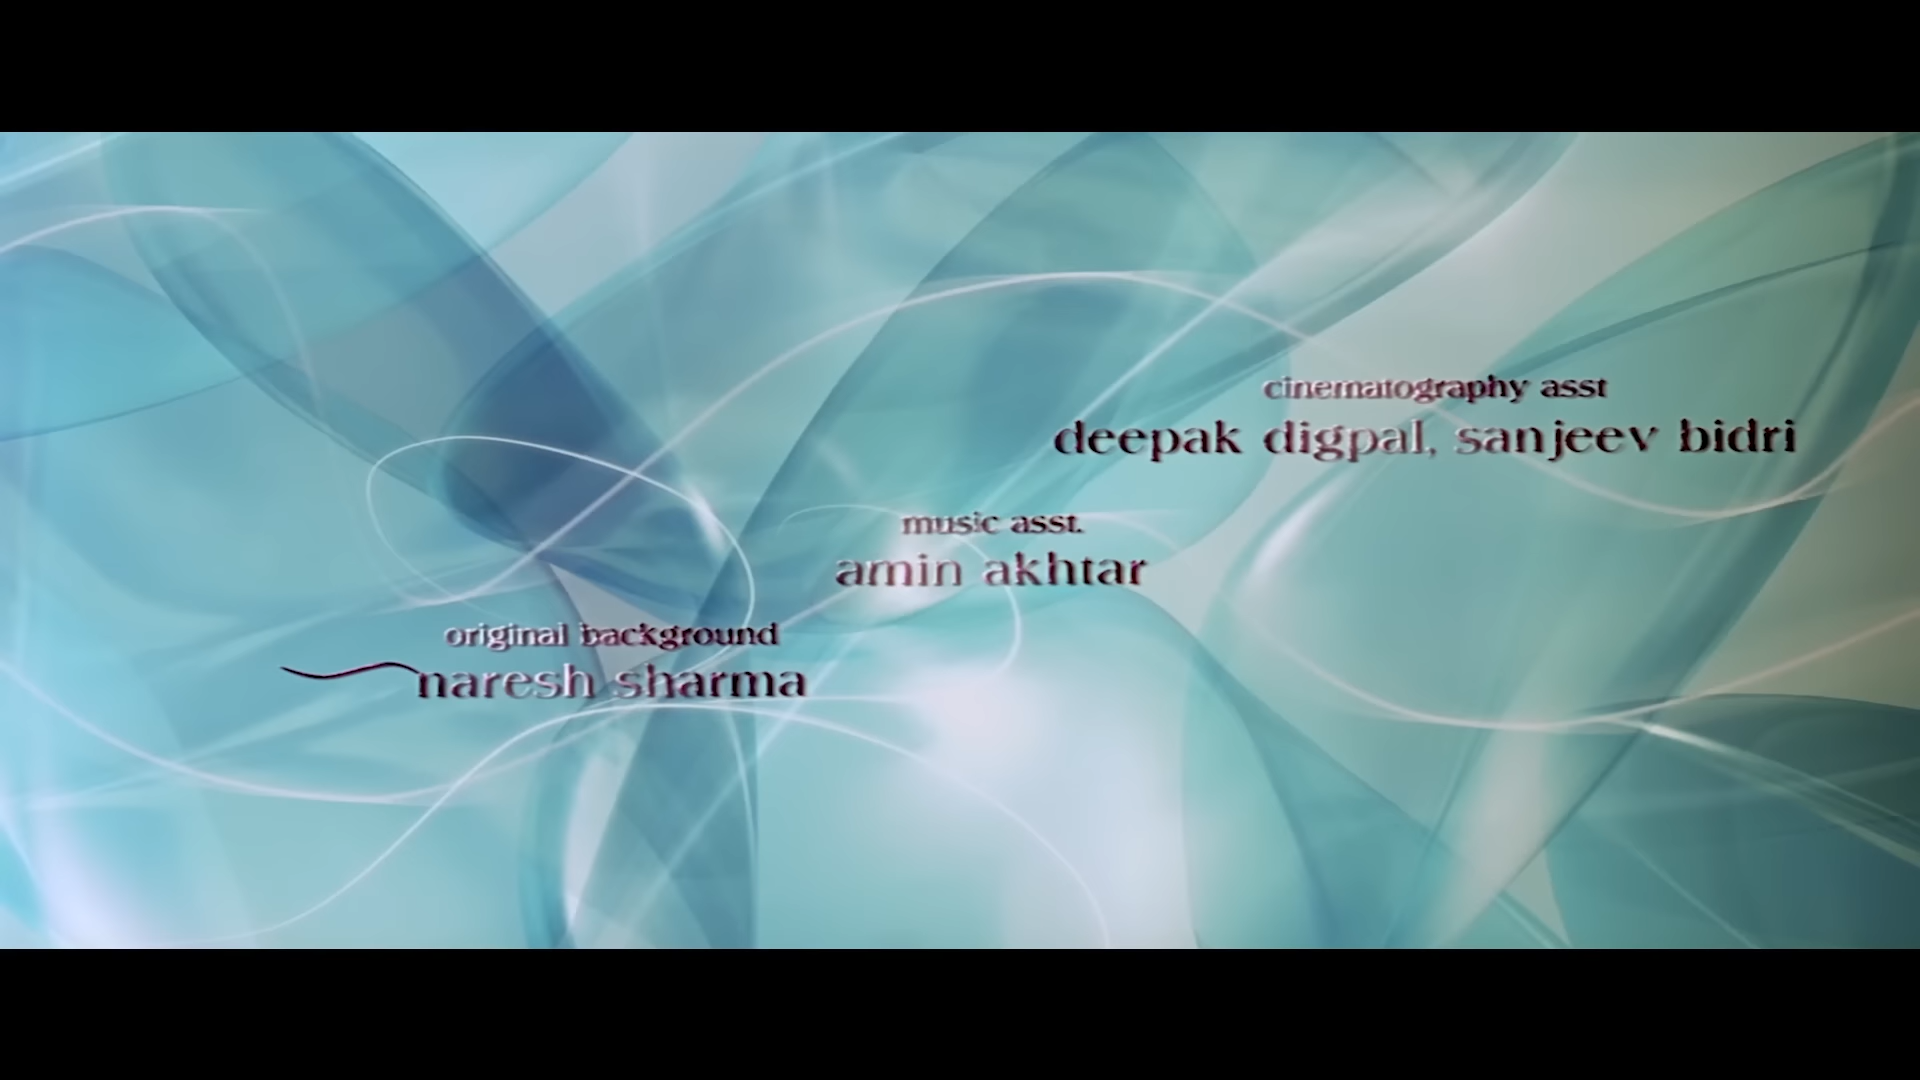 cinematography asst
deepak digpal, sanjeev bidri
music asst.
amin akhtar
original background
naresh sharma